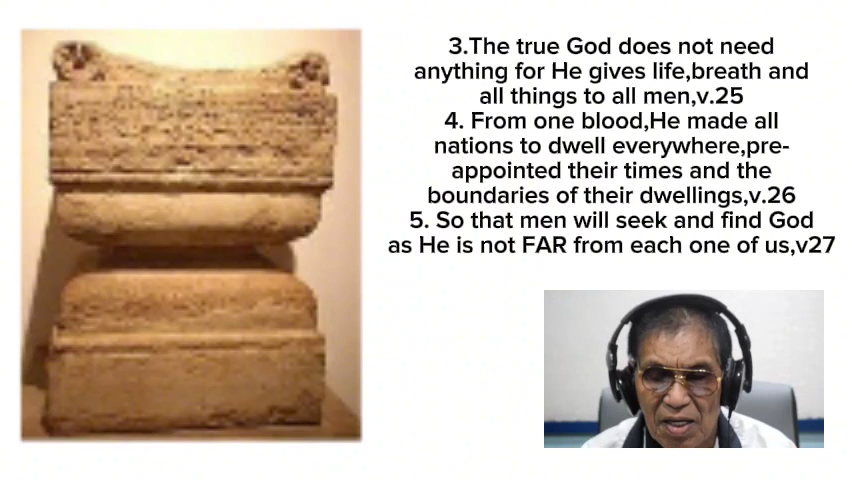 3.The true God does not need
anything for He gives life,breath and
all things to all men,v.25
4. From one blood,He made all
nations to dwell everywhere,pre-
appointed their times and the
boundaries of their dwellings,v.26
5. So that men will seek and find God
as He is not FAR from each one of us,v27